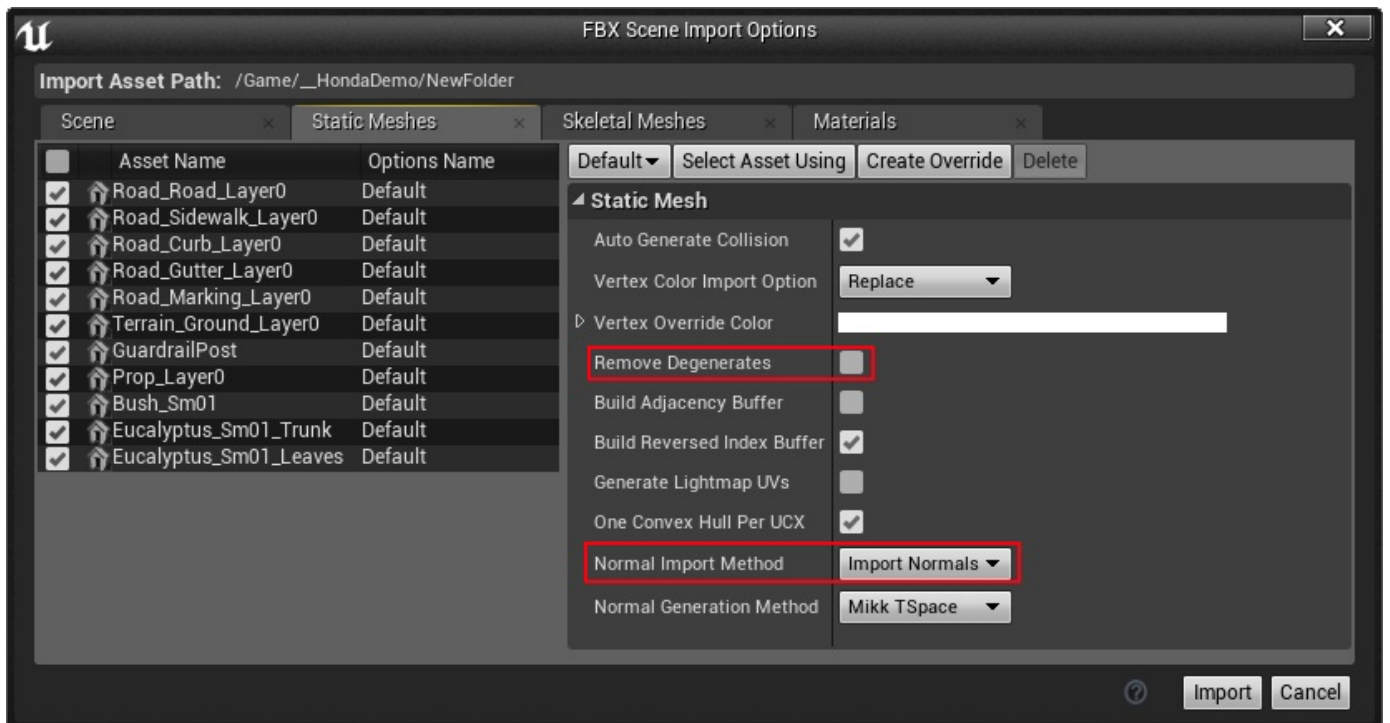 FBX Scene Import Options
Import Asset Path: /Game/__HondaDemo/NewFolder
Scene Static Meshes Skeletal Meshes Materials
Asset Name Options Name
Default Select Asset Using Create Override Delete
Road_Road_Layer0 Default
Road_Sidewalk_Layer0 Default
Road_Curb_Layer0 Default
Road_Gutter_Layer0 Default
Road_Marking_Layer0 Default
Terrain_Ground_Layer0 Default
GuardrailPost Default
Prop_Layer0 Default
Bush_Sm01 Default
Eucalyptus_Sm01_Trunk Default
Eucalyptus_Sm01_Leaves Default
Static Mesh
Auto Generate Collision
Vertex Color Import Option Replace
Vertex Override Color
Remove Degenerates
Build Adjacency Buffer
Build Reversed Index Buffer
Generate Lightmap UVs
One Convex Hull Per UCX
Normal Import Method Import Normals
Normal Generation Method Mikk TSpace
Import Cancel